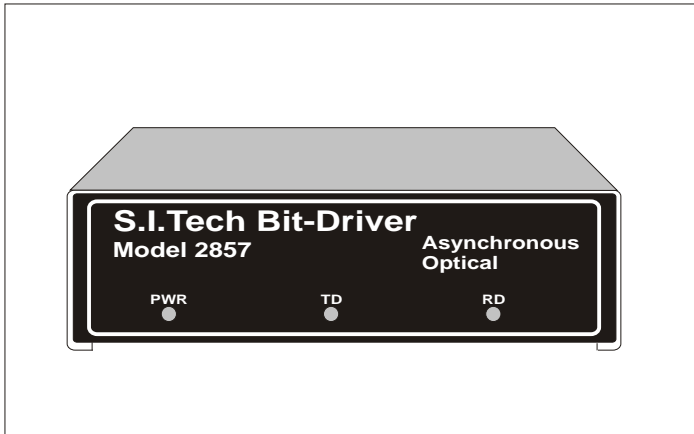 S.I.Tech Bit-Driver
Model 2857
Asynchronous
Optical
PWR TD RD